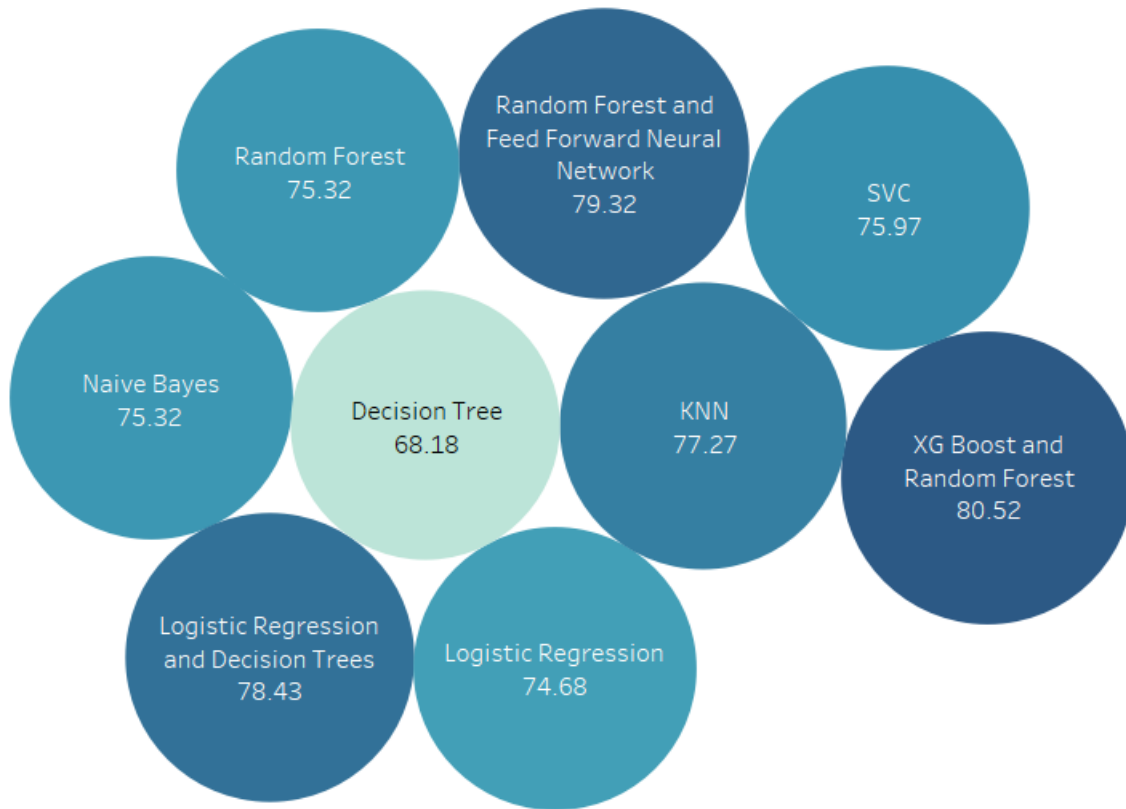 Random Forest
75.32
Random Forest and
Feed Forward Neural
Network
79.32
SVC
75.97
Naive Bayes
75.32
Decision Tree
68.18
KNN
77.27
XG Boost and
Random Forest
80.52
Logistic Regression
and Decision Trees
78.43
Logistic Regression
74.68